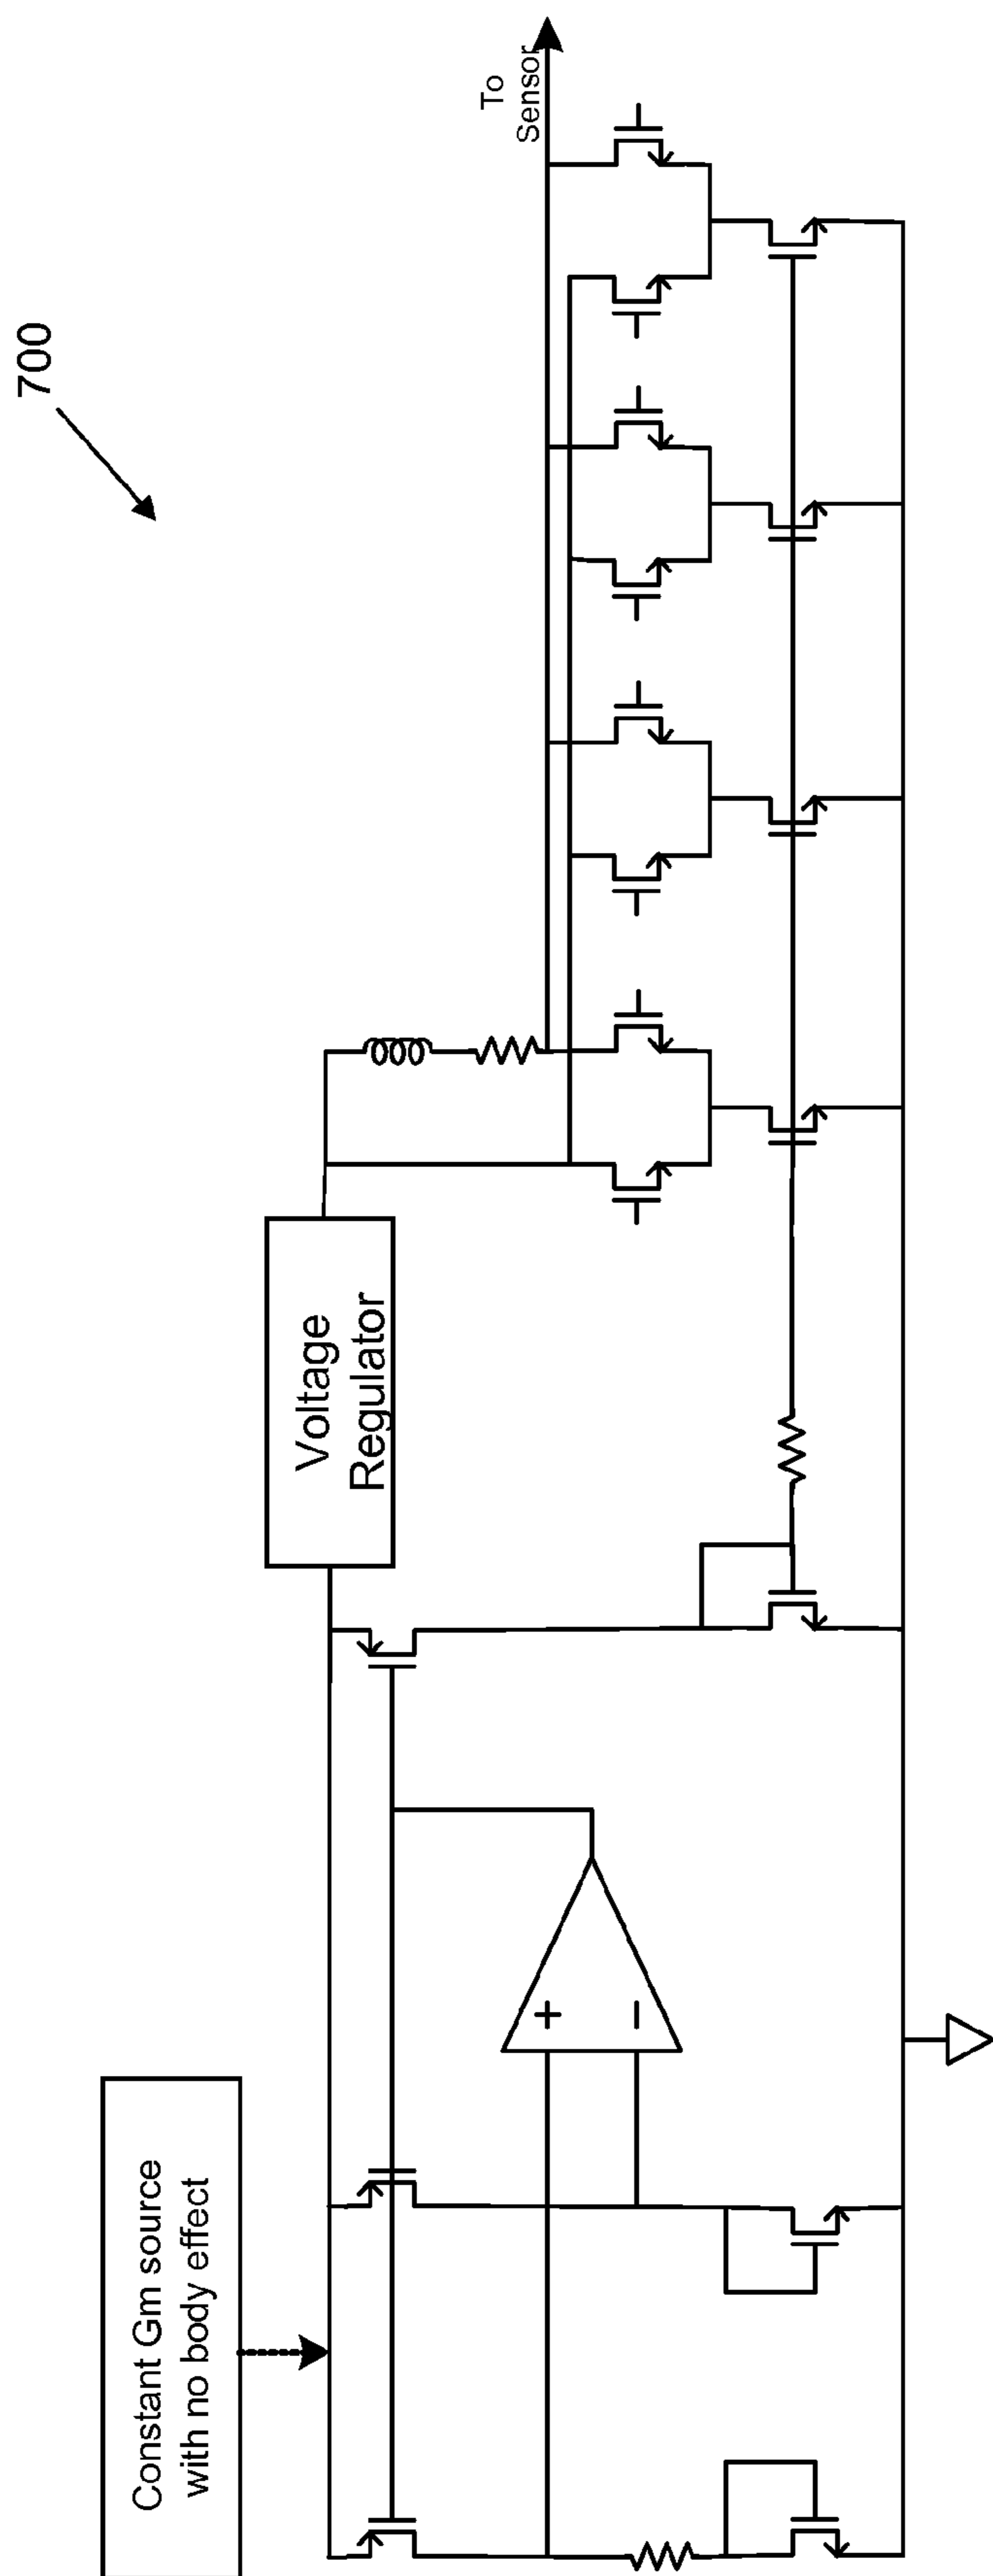 700
To
Sensor
Voltage
Regulator
+
−
Constant Gm source
with no body effect